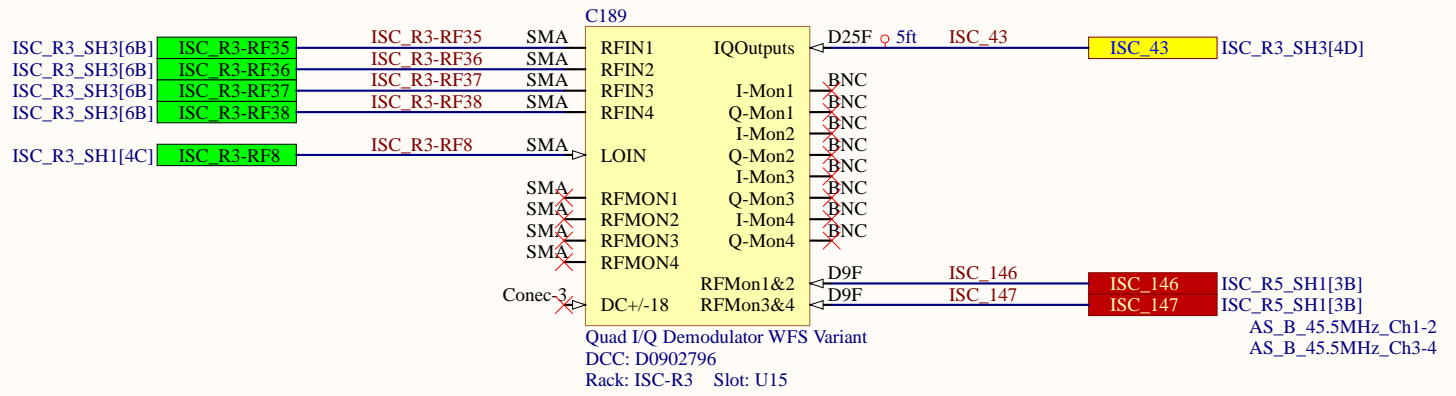 C189
ISC_R3_SH3[6B] ISC_R3-RF35 ISC_R3-RF35 SMA RFIN1 IQOutputs D25F 5ft ISC_43 ISC_43 ISC_R3_SH3[4D]
ISC_R3_SH3[6B] ISC_R3-RF36 ISC_R3-RF36 SMA RFIN2
ISC_R3_SH3[6B] ISC_R3-RF37 ISC_R3-RF37 SMA RFIN3 I-Mon1 BNC
ISC_R3_SH3[6B] ISC_R3-RF38 ISC_R3-RF38 SMA RFIN4 Q-Mon1 BNC
I-Mon2 BNC
ISC_R3_SH1[4C] ISC_R3-RF8 ISC_R3-RF8 SMA LOIN Q-Mon2 BNC
I-Mon3 BNC
SMA RFMON1 Q-Mon3 BNC
SMA RFMON2 I-Mon4 BNC
SMA RFMON3 Q-Mon4 BNC
SMA RFMON4
RFMon1&2 D9F ISC_146 ISC_146 ISC_R5_SH1[3B]
Conec-3 DC+/-18 RFMon3&4 D9F ISC_147 ISC_147 ISC_R5_SH1[3B]
AS_B_45.5MHz_Ch1-2
AS_B_45.5MHz_Ch3-4
Quad I/Q Demodulator WFS Variant
DCC: D0902796
Rack: ISC-R3 Slot: U15